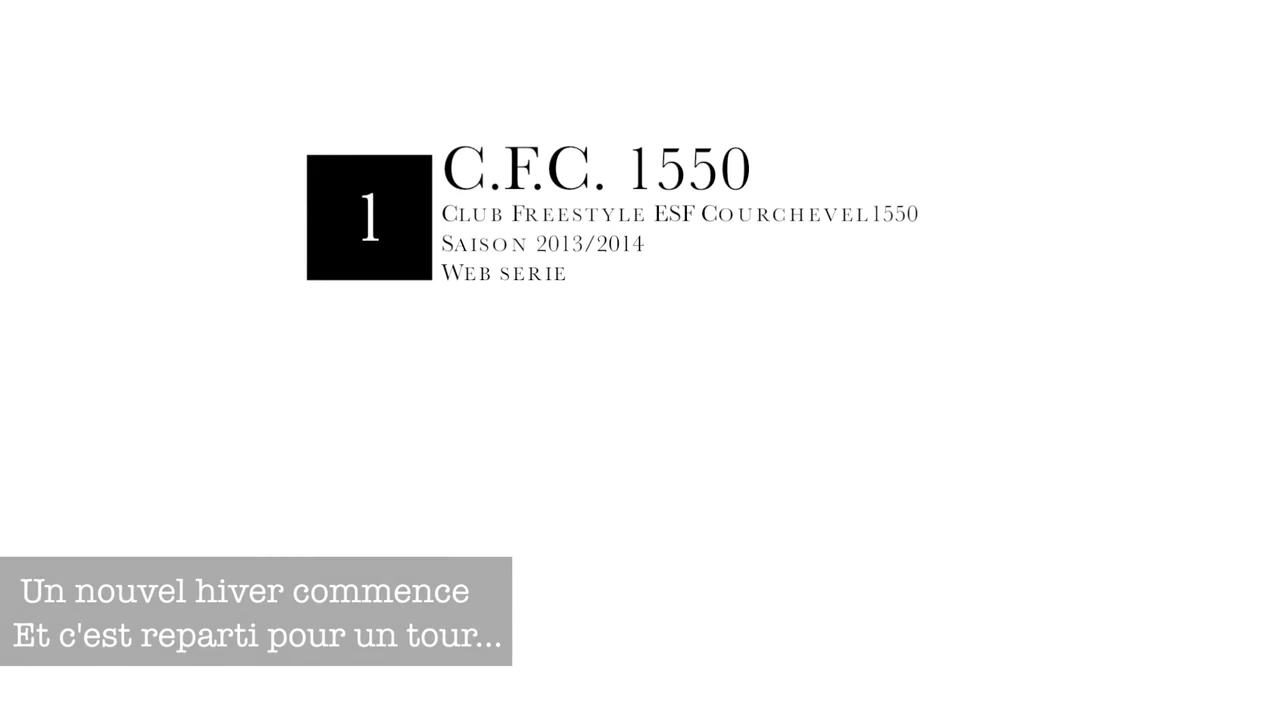 1
C.F.C. 1550
CLUB FREESTYLE ESF COURCHEVEL1550
SAISON 2013/2014
WEB SERIE
Un nouvel hiver commence
Et c'est reparti pour un tour...